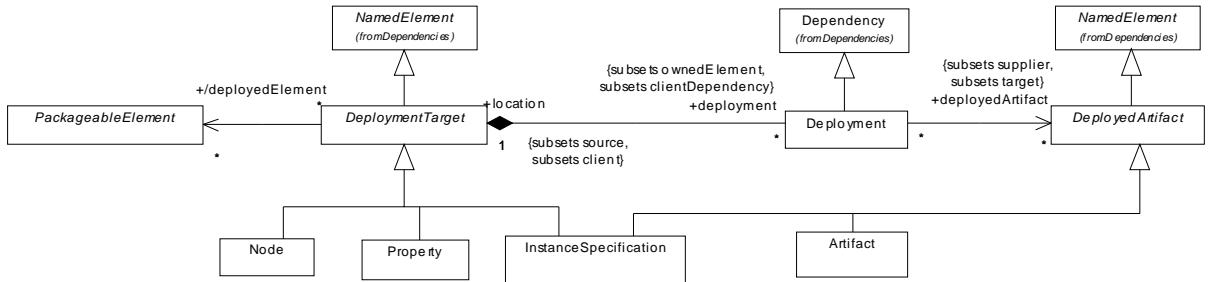 NamedElement
(fromDependencies)
Dependency
(fromDependencies)
NamedElement
(fromDependencies)
{subsets ownedElement,
subsets clientDependency}
+deployment
{subsets supplier,
subsets target}
+deployedArtifact
+/deployedElement
*
+location
PackageableElement
DeploymentTarget
Deployment
DeployedArtifact
*
1
{subsets source,
subsets client}
*
*
*
Node
Property
InstanceSpecification
Artifact